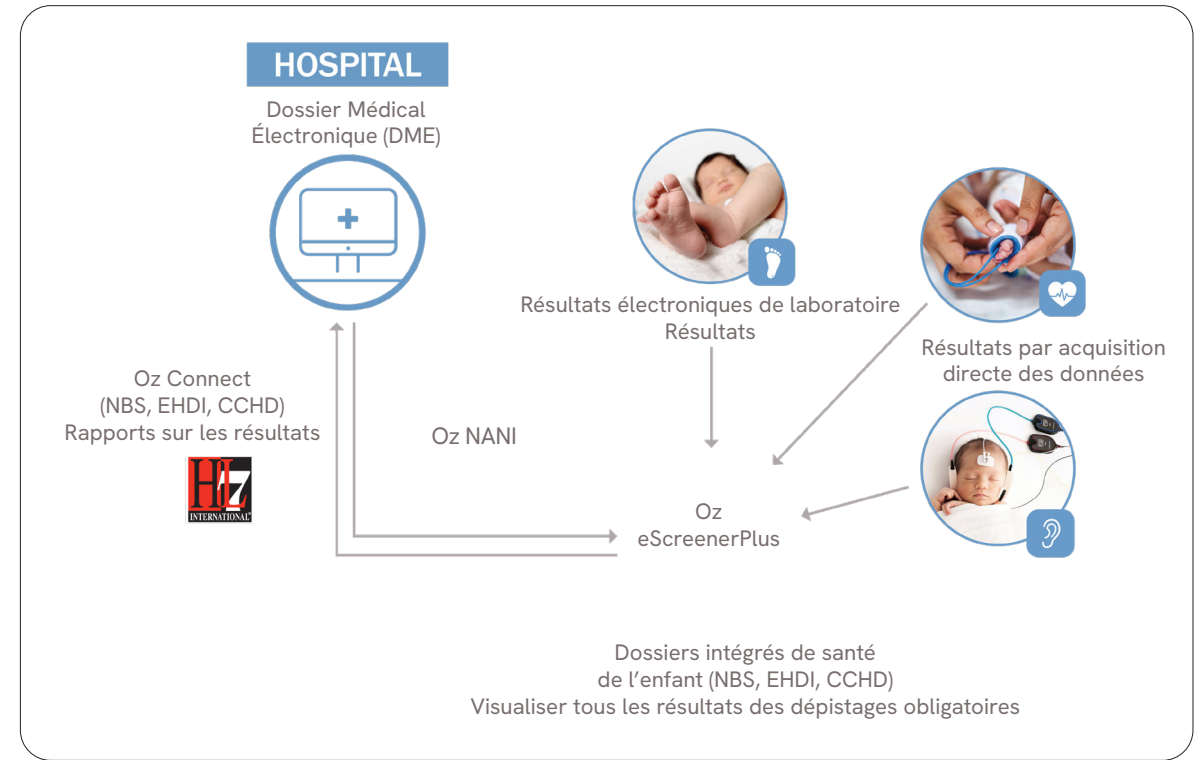 HOSPITAL
Dossier Médical
Électronique (DME)
Résultats électroniques de laboratoire
Résultats
Résultats par acquisition
directe des données
Oz Connect
(NBS, EHDI, CCHD)
Rapports sur les résultats
HL7
INTERNATIONAL®
Oz NANI
Oz
eScreenerPlus
Dossiers intégrés de santé
de l’enfant (NBS, EHDI, CCHD)
Visualiser tous les résultats des dépistages obligatoires